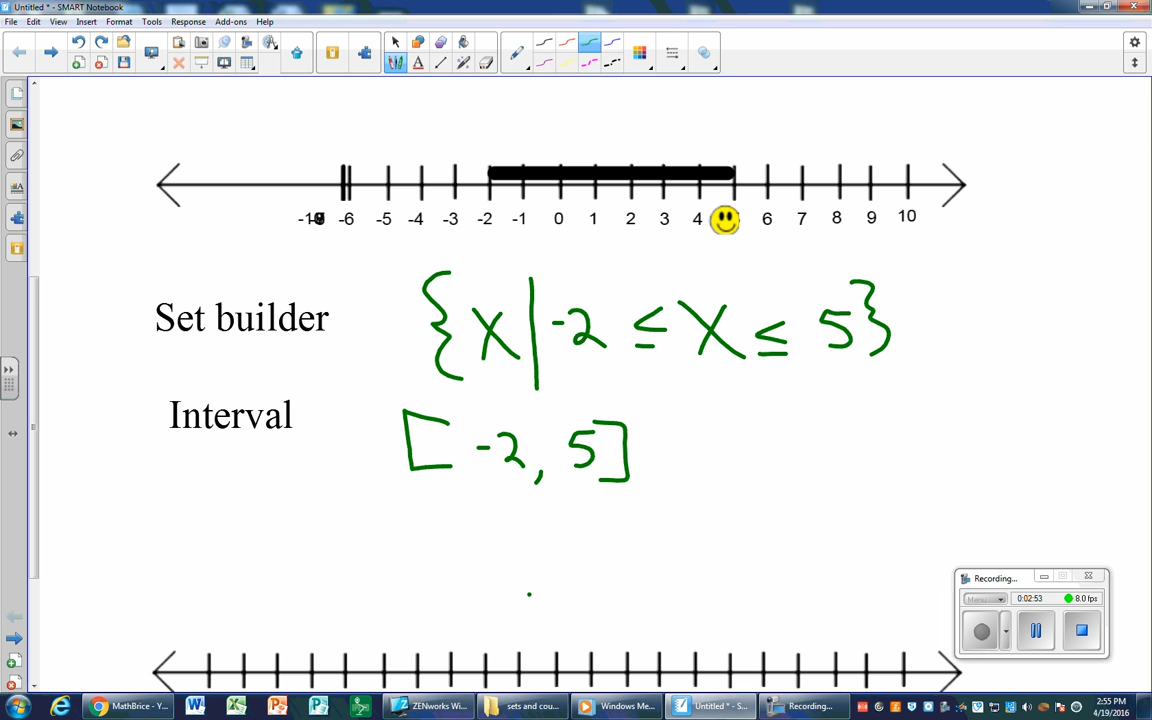 Untitled * - SMART Notebook
File Edit View Insert Format Tools Response Add-ons Help
-6 -5 -4 -3 -2 -1 0 1 2 3 4 6 7 8 9 10
Set builder {X|-2 ≤ X ≤ 5}
Interval [-2, 5]
Recording...
Menu 0:02:53 8.0 fps
MathBrice - Y... ZENworks Wi... sets and cou... Windows Me... Untitled * - S... Recording... 2:55 PM
4/19/2016